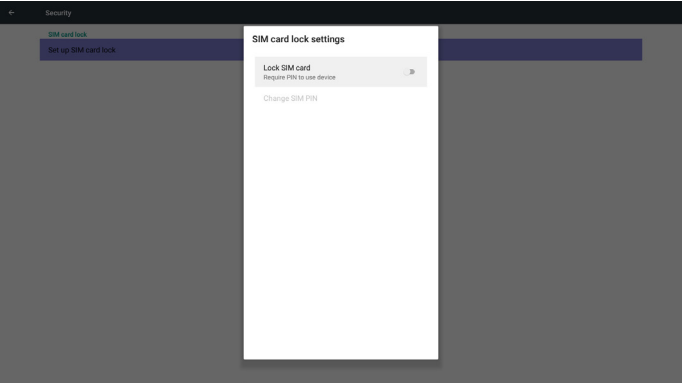 Security
SIM card lock
Set up SIM card lock
SIM card lock settings
Lock SIM card
Require PIN to use device
Change SIM PIN